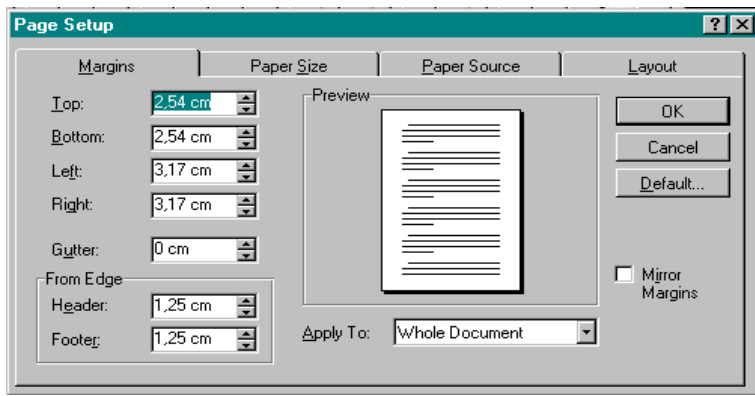 Page Setup
Margins Paper Size Paper Source Layout
Top: 2,54 cm
Bottom: 2,54 cm
Left: 3,17 cm
Right: 3,17 cm
Gutter: 0 cm
From Edge
Header: 1,25 cm
Footer: 1,25 cm
Preview
Apply To: Whole Document
OK
Cancel
Default...
Mirror
Margins